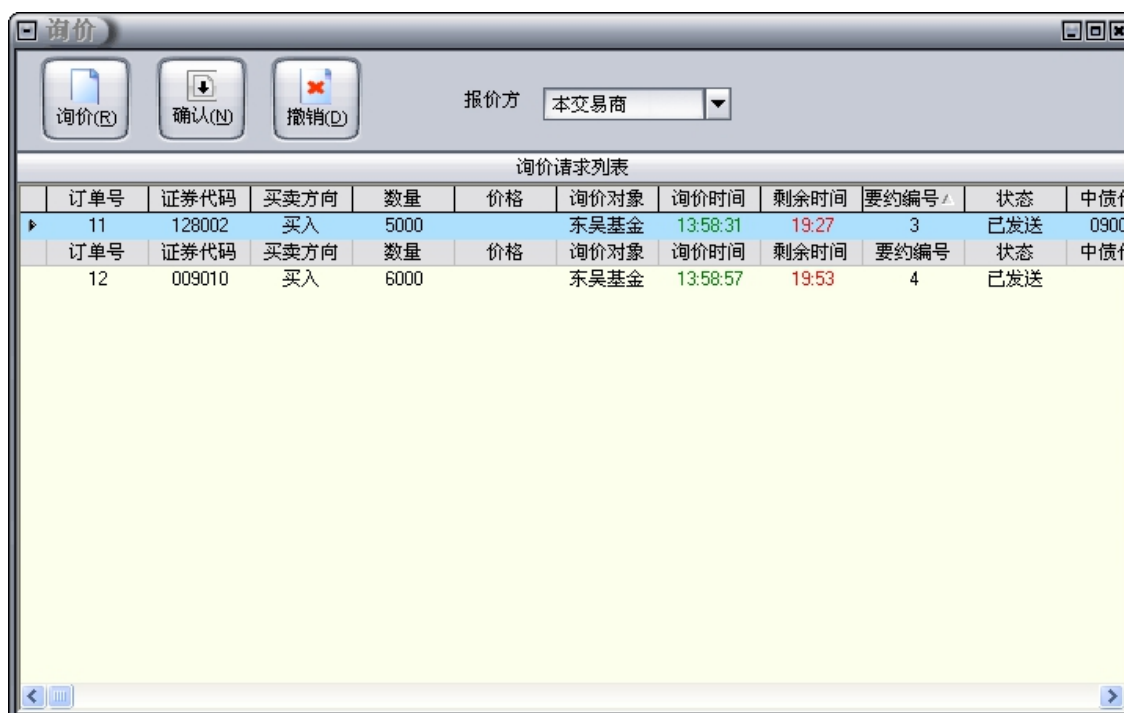 询价
询价(R) 确认(N) 撤销(D) 报价方 本交易商
询价请求列表
订单号 证券代码 买卖方向 数量 价格 询价对象 询价时间 剩余时间 要约编号 状态 中债
11 128002 买入 5000 东吴基金 13:58:31 19:27 3 已发送 0900
订单号 证券代码 买卖方向 数量 价格 询价对象 询价时间 剩余时间 要约编号 状态 中债
12 009010 买入 6000 东吴基金 13:58:57 19:53 4 已发送